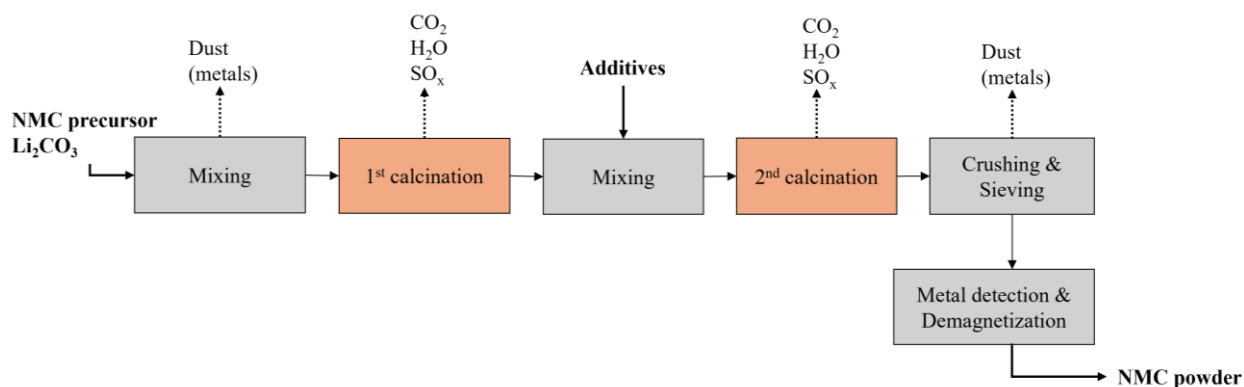 Dust
(metals)
CO₂
H₂O
SOₓ
Additives
CO₂
H₂O
SOₓ
Dust
(metals)
NMC precursor
Li₂CO₃
Mixing
1st calcination
Mixing
2nd calcination
Crushing &
Sieving
Metal detection &
Demagnetization
NMC powder